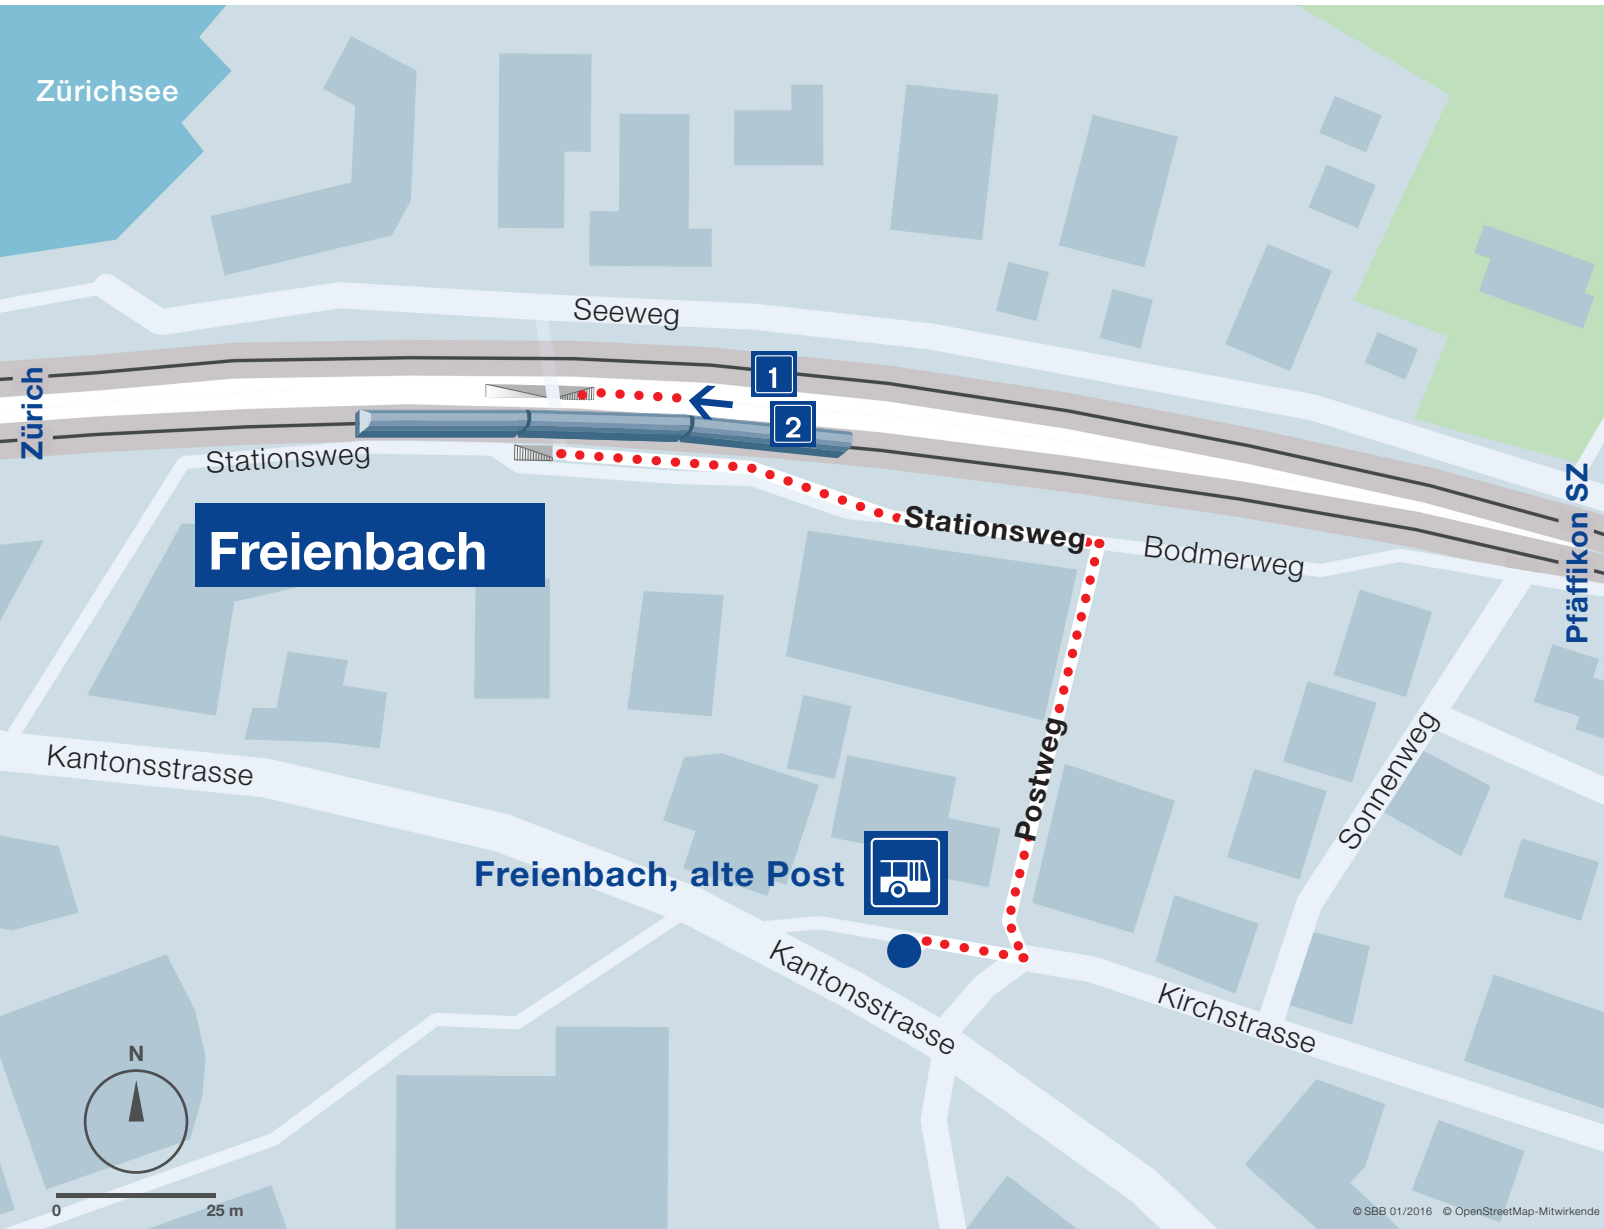 Zürichsee
Seeweg
1
2
Zürich
Stationsweg
Freienbach
Stationsweg
Bodmerweg
Pfäffikon SZ
Kantonsstrasse
Postweg
Sonnenweg
Freienbach, alte Post
Kantonsstrasse
Kirchstrasse
N
0 25 m
© SBB 01/2016 © OpenStreetMap-Mitwirkende